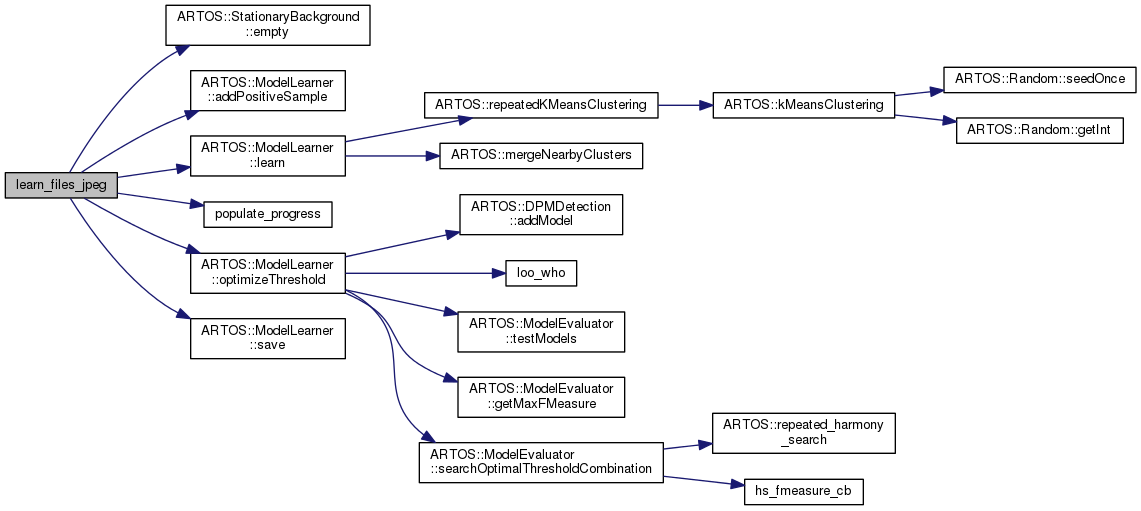 ARTOS::StationaryBackground
::empty
ARTOS::ModelLearner
::addPositiveSample
ARTOS::repeatedKMeansClustering
ARTOS::kMeansClustering
ARTOS::Random::seedOnce
ARTOS::Random::getInt
ARTOS::ModelLearner
::learn
ARTOS::mergeNearbyClusters
learn_files_jpeg
populate_progress
ARTOS::DPMDetection
::addModel
ARTOS::ModelLearner
::optimizeThreshold
loo_who
ARTOS::ModelEvaluator
::testModels
ARTOS::ModelLearner
::save
ARTOS::ModelEvaluator
::getMaxFMeasure
ARTOS::ModelEvaluator
::searchOptimalThresholdCombination
ARTOS::repeated_harmony
_search
hs_fmeasure_cb